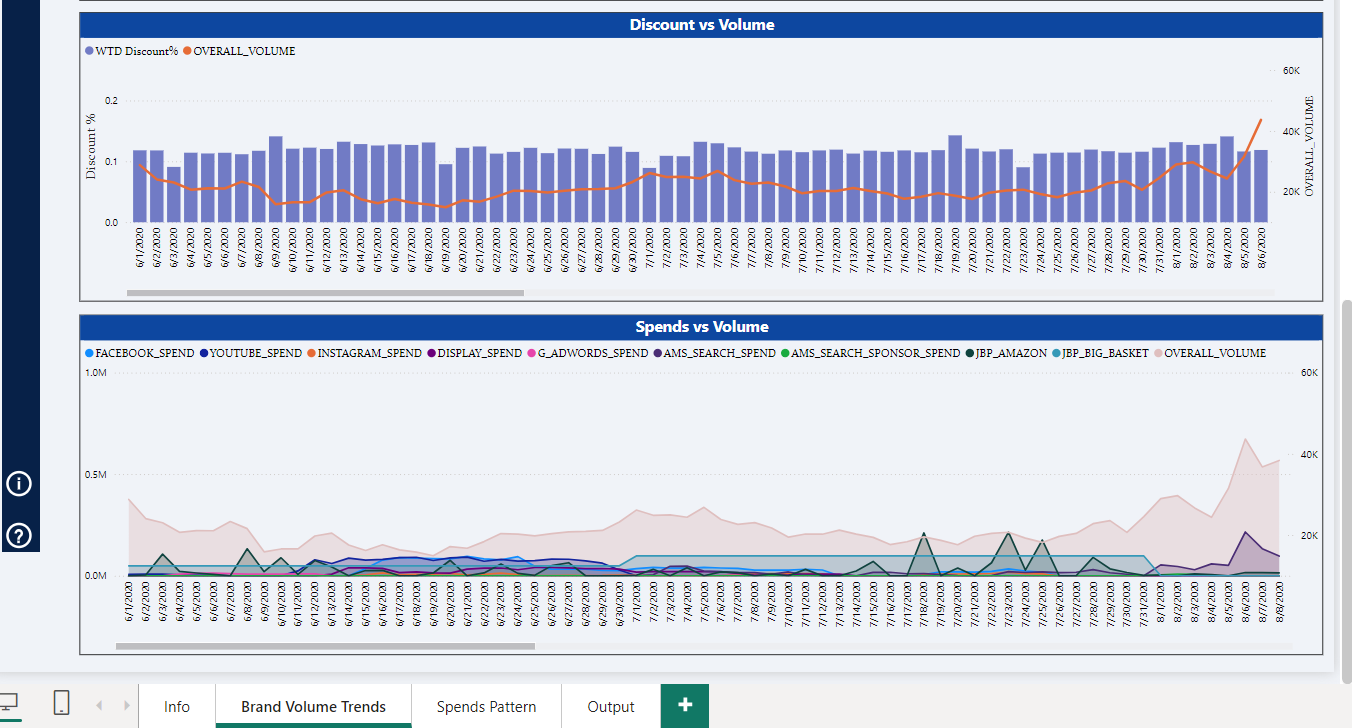 Discount vs Volume
WTD Discount% OVERALL_VOLUME
60K
0.2
40K
0.1
20K
0.0
Discount %
OVERALL_VOLUME
6/1/2020 6/2/2020 6/3/2020 6/4/2020 6/5/2020 6/6/2020 6/7/2020 6/8/2020 6/9/2020 6/10/2020 6/11/2020 6/12/2020 6/13/2020 6/14/2020 6/15/2020 6/16/2020 6/17/2020 6/18/2020 6/19/2020 6/20/2020 6/21/2020 6/22/2020 6/23/2020 6/24/2020 6/25/2020 6/26/2020 6/27/2020 6/28/2020 6/29/2020 6/30/2020 7/1/2020 7/2/2020 7/3/2020 7/4/2020 7/5/2020 7/6/2020 7/7/2020 7/8/2020 7/9/2020 7/10/2020 7/11/2020 7/12/2020 7/13/2020 7/14/2020 7/15/2020 7/16/2020 7/17/2020 7/18/2020 7/19/2020 7/20/2020 7/21/2020 7/22/2020 7/23/2020 7/24/2020 7/25/2020 7/26/2020 7/27/2020 7/28/2020 7/29/2020 7/30/2020 7/31/2020 8/1/2020 8/2/2020 8/3/2020 8/4/2020 8/5/2020 8/6/2020
Spends vs Volume
FACEBOOK_SPEND YOUTUBE_SPEND INSTAGRAM_SPEND DISPLAY_SPEND G_ADWORDS_SPEND AMS_SEARCH_SPEND AMS_SEARCH_SPONSOR_SPEND JBP_AMAZON JBP_BIG_BASKET OVERALL_VOLUME
1.0M 60K
40K
0.5M
20K
0.0M
6/1/2020 6/2/2020 6/3/2020 6/4/2020 6/5/2020 6/6/2020 6/7/2020 6/8/2020 6/9/2020 6/10/2020 6/11/2020 6/12/2020 6/13/2020 6/14/2020 6/15/2020 6/16/2020 6/17/2020 6/18/2020 6/19/2020 6/20/2020 6/21/2020 6/22/2020 6/23/2020 6/24/2020 6/25/2020 6/26/2020 6/27/2020 6/28/2020 6/29/2020 6/30/2020 7/1/2020 7/2/2020 7/3/2020 7/4/2020 7/5/2020 7/6/2020 7/7/2020 7/8/2020 7/9/2020 7/10/2020 7/11/2020 7/12/2020 7/13/2020 7/14/2020 7/15/2020 7/16/2020 7/17/2020 7/18/2020 7/19/2020 7/20/2020 7/21/2020 7/22/2020 7/23/2020 7/24/2020 7/25/2020 7/26/2020 7/27/2020 7/28/2020 7/29/2020 7/30/2020 7/31/2020 8/1/2020 8/2/2020 8/3/2020 8/4/2020 8/5/2020 8/6/2020 8/7/2020 8/8/2020
Info Brand Volume Trends Spends Pattern Output